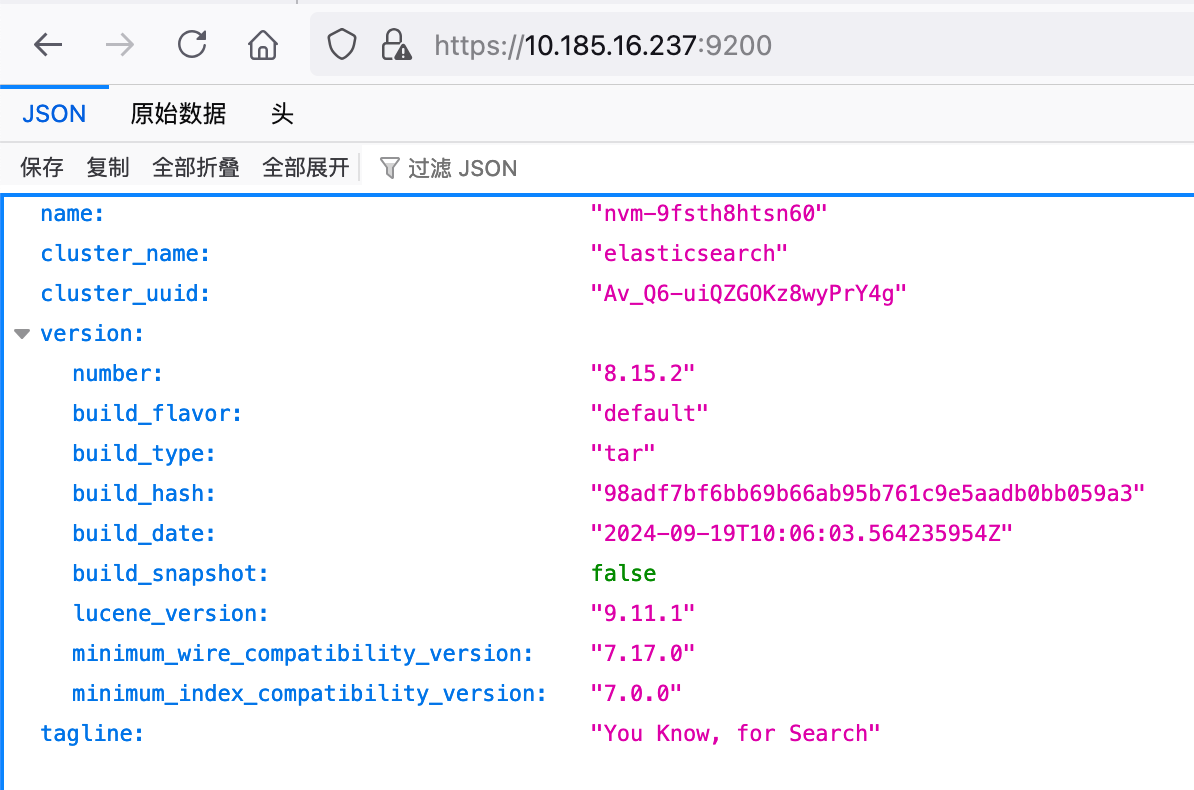 https://10.185.16.237:9200
JSON 原始数据 头
保存 复制 全部折叠 全部展开 过滤 JSON
name: "nvm-9fsth8htsn60"
cluster_name: "elasticsearch"
cluster_uuid: "Av_Q6-uiQZGOKz8wyPrY4g"
version:
number: "8.15.2"
build_flavor: "default"
build_type: "tar"
build_hash: "98adf7bf6bb69b66ab95b761c9e5aadb0bb059a3"
build_date: "2024-09-19T10:06:03.564235954Z"
build_snapshot: false
lucene_version: "9.11.1"
minimum_wire_compatibility_version: "7.17.0"
minimum_index_compatibility_version: "7.0.0"
tagline: "You Know, for Search"